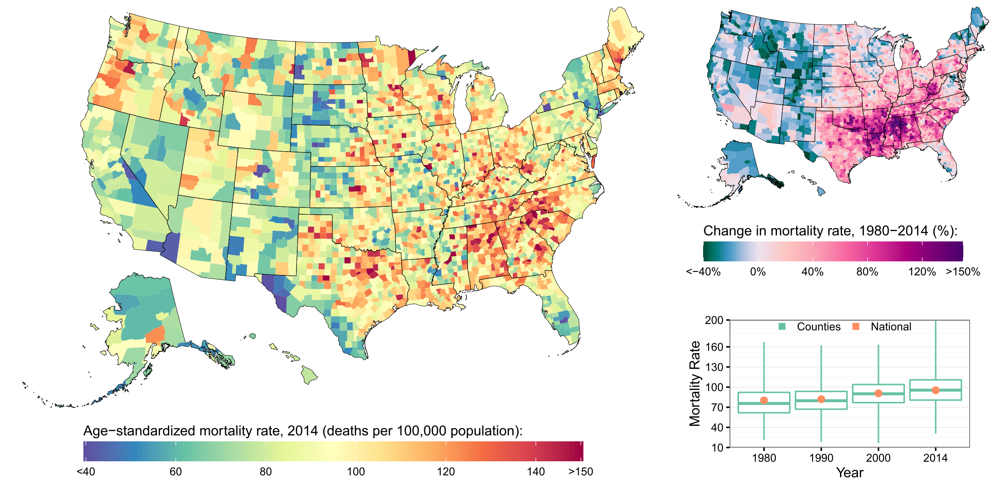 Age−standardized mortality rate, 2014 (deaths per 100,000 population):
<40 60 80 100 120 140 >150
Change in mortality rate, 1980−2014 (%):
<−40% 0% 40% 80% 120% >150%
Counties National
Mortality Rate
200
160
130
100
70
40
10
1980 1990 2000 2014
Year